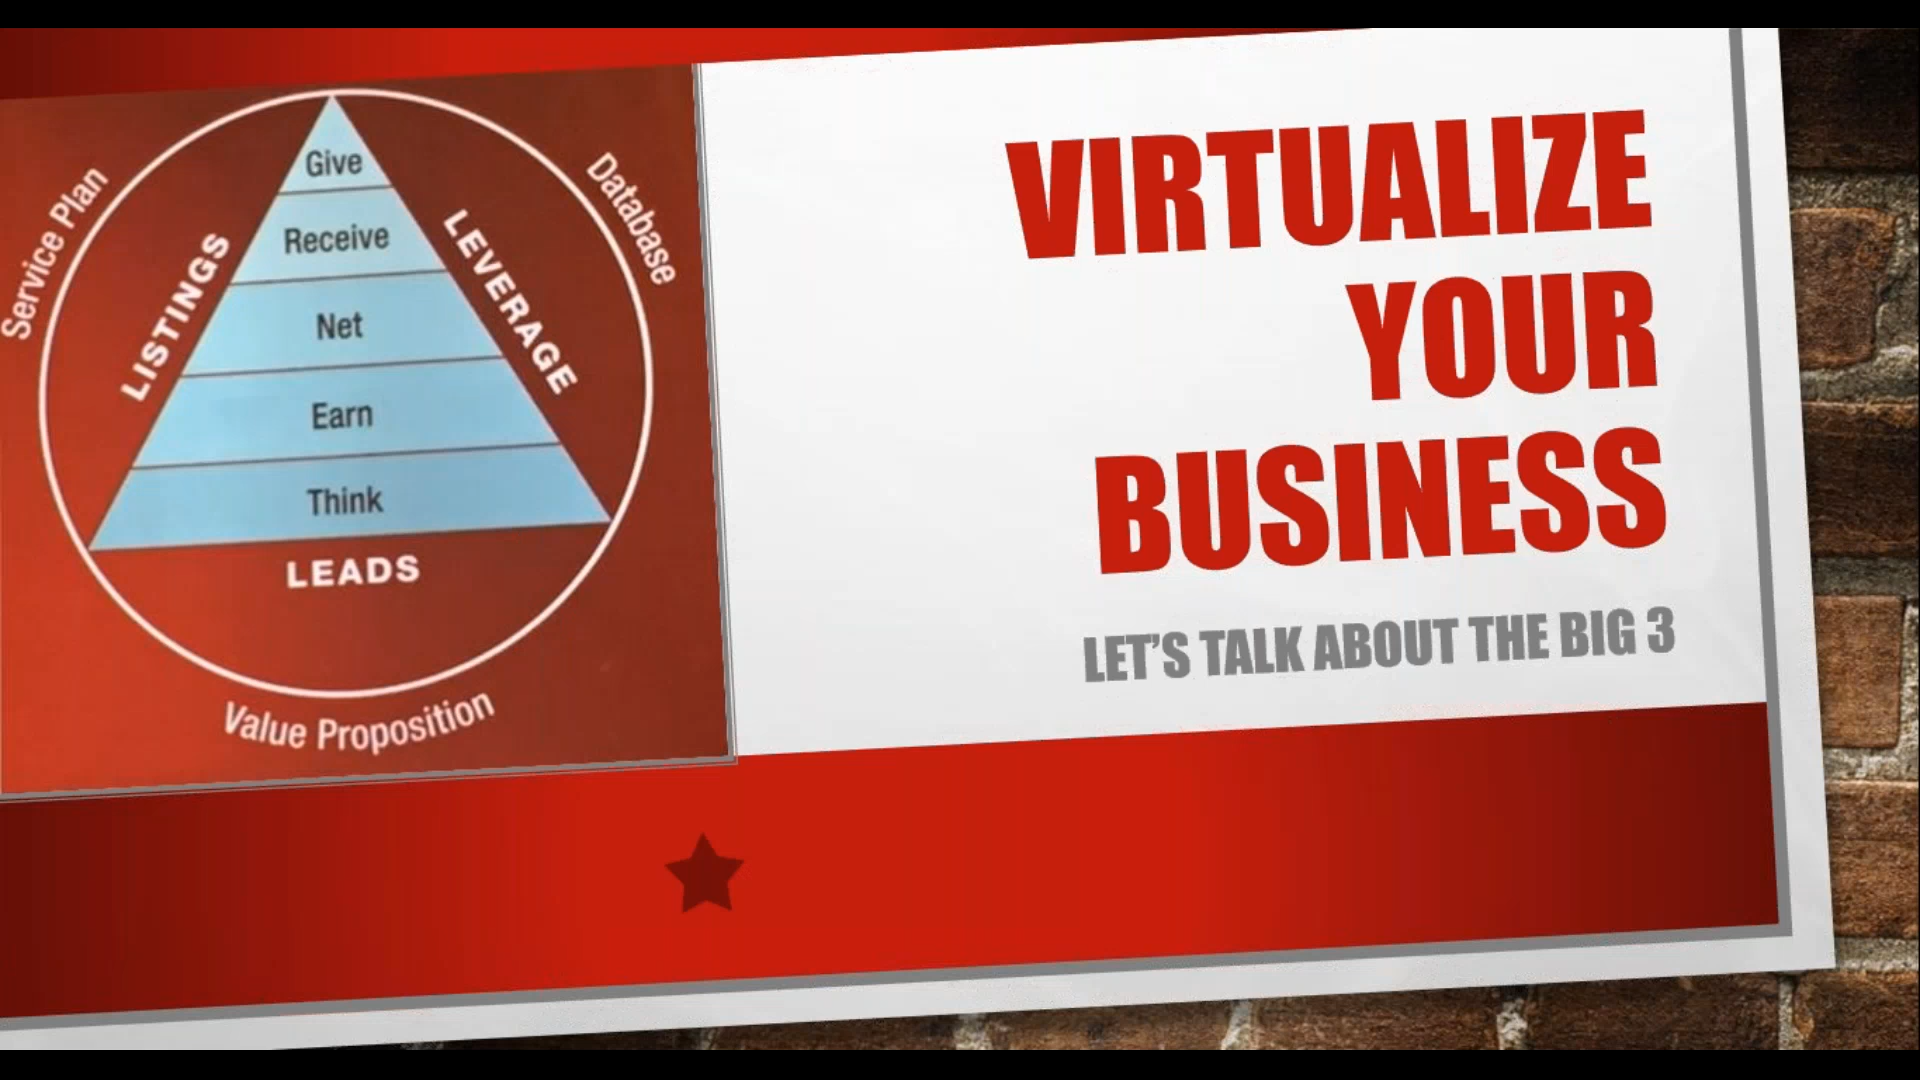 Give
Receive
Net
Earn
Think
LISTINGS
LEVERAGE
LEADS
Service Plan
Database
Value Proposition
VIRTUALIZE
YOUR
BUSINESS
LET'S TALK ABOUT THE BIG 3